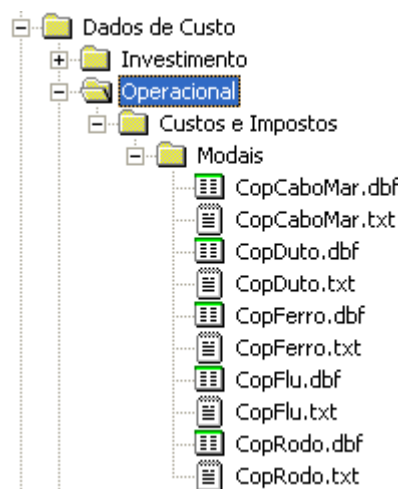 Dados de Custo
Investimento
Operacional
Custos e Impostos
Modais
CopCaboMar.dbf
CopCaboMar.txt
CopDuto.dbf
CopDuto.txt
CopFerro.dbf
CopFerro.txt
CopFlu.dbf
CopFlu.txt
CopRodo.dbf
CopRodo.txt